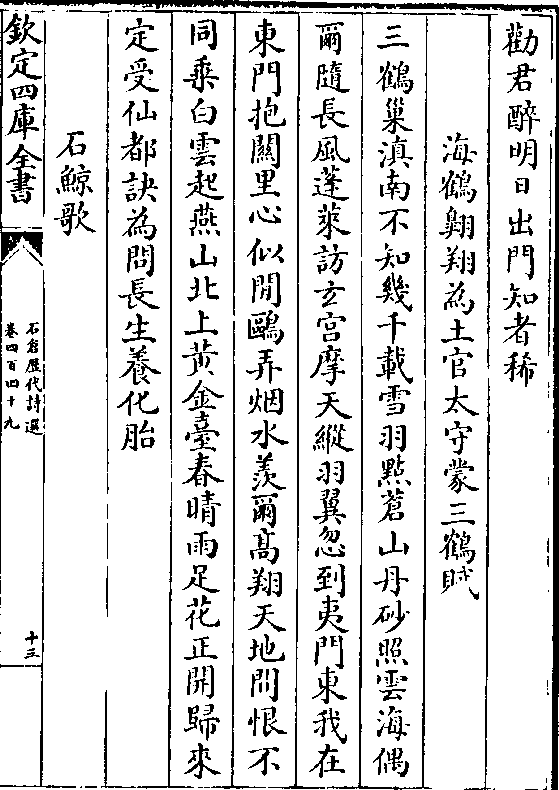 勸君醉明日出門知者稀
海鶴翺翔為土官太守蒙三鶴賦
三鶴巢滇南不知幾千載雪羽點蒼山丹砂照雲海偶
爾隨長風蓬萊訪玄宫摩天縱羽翼忽到夷門東我在
東門抱關里心似閒鷗弄烟水羨爾髙翔天地間恨不
同乘白雲起燕山北上黄金臺春晴雨足花正開歸來
定受仙都訣為問長生養化胎
石鯨歌
欽定四庫全書
石倉歷代詩選
卷四百四十九
十三